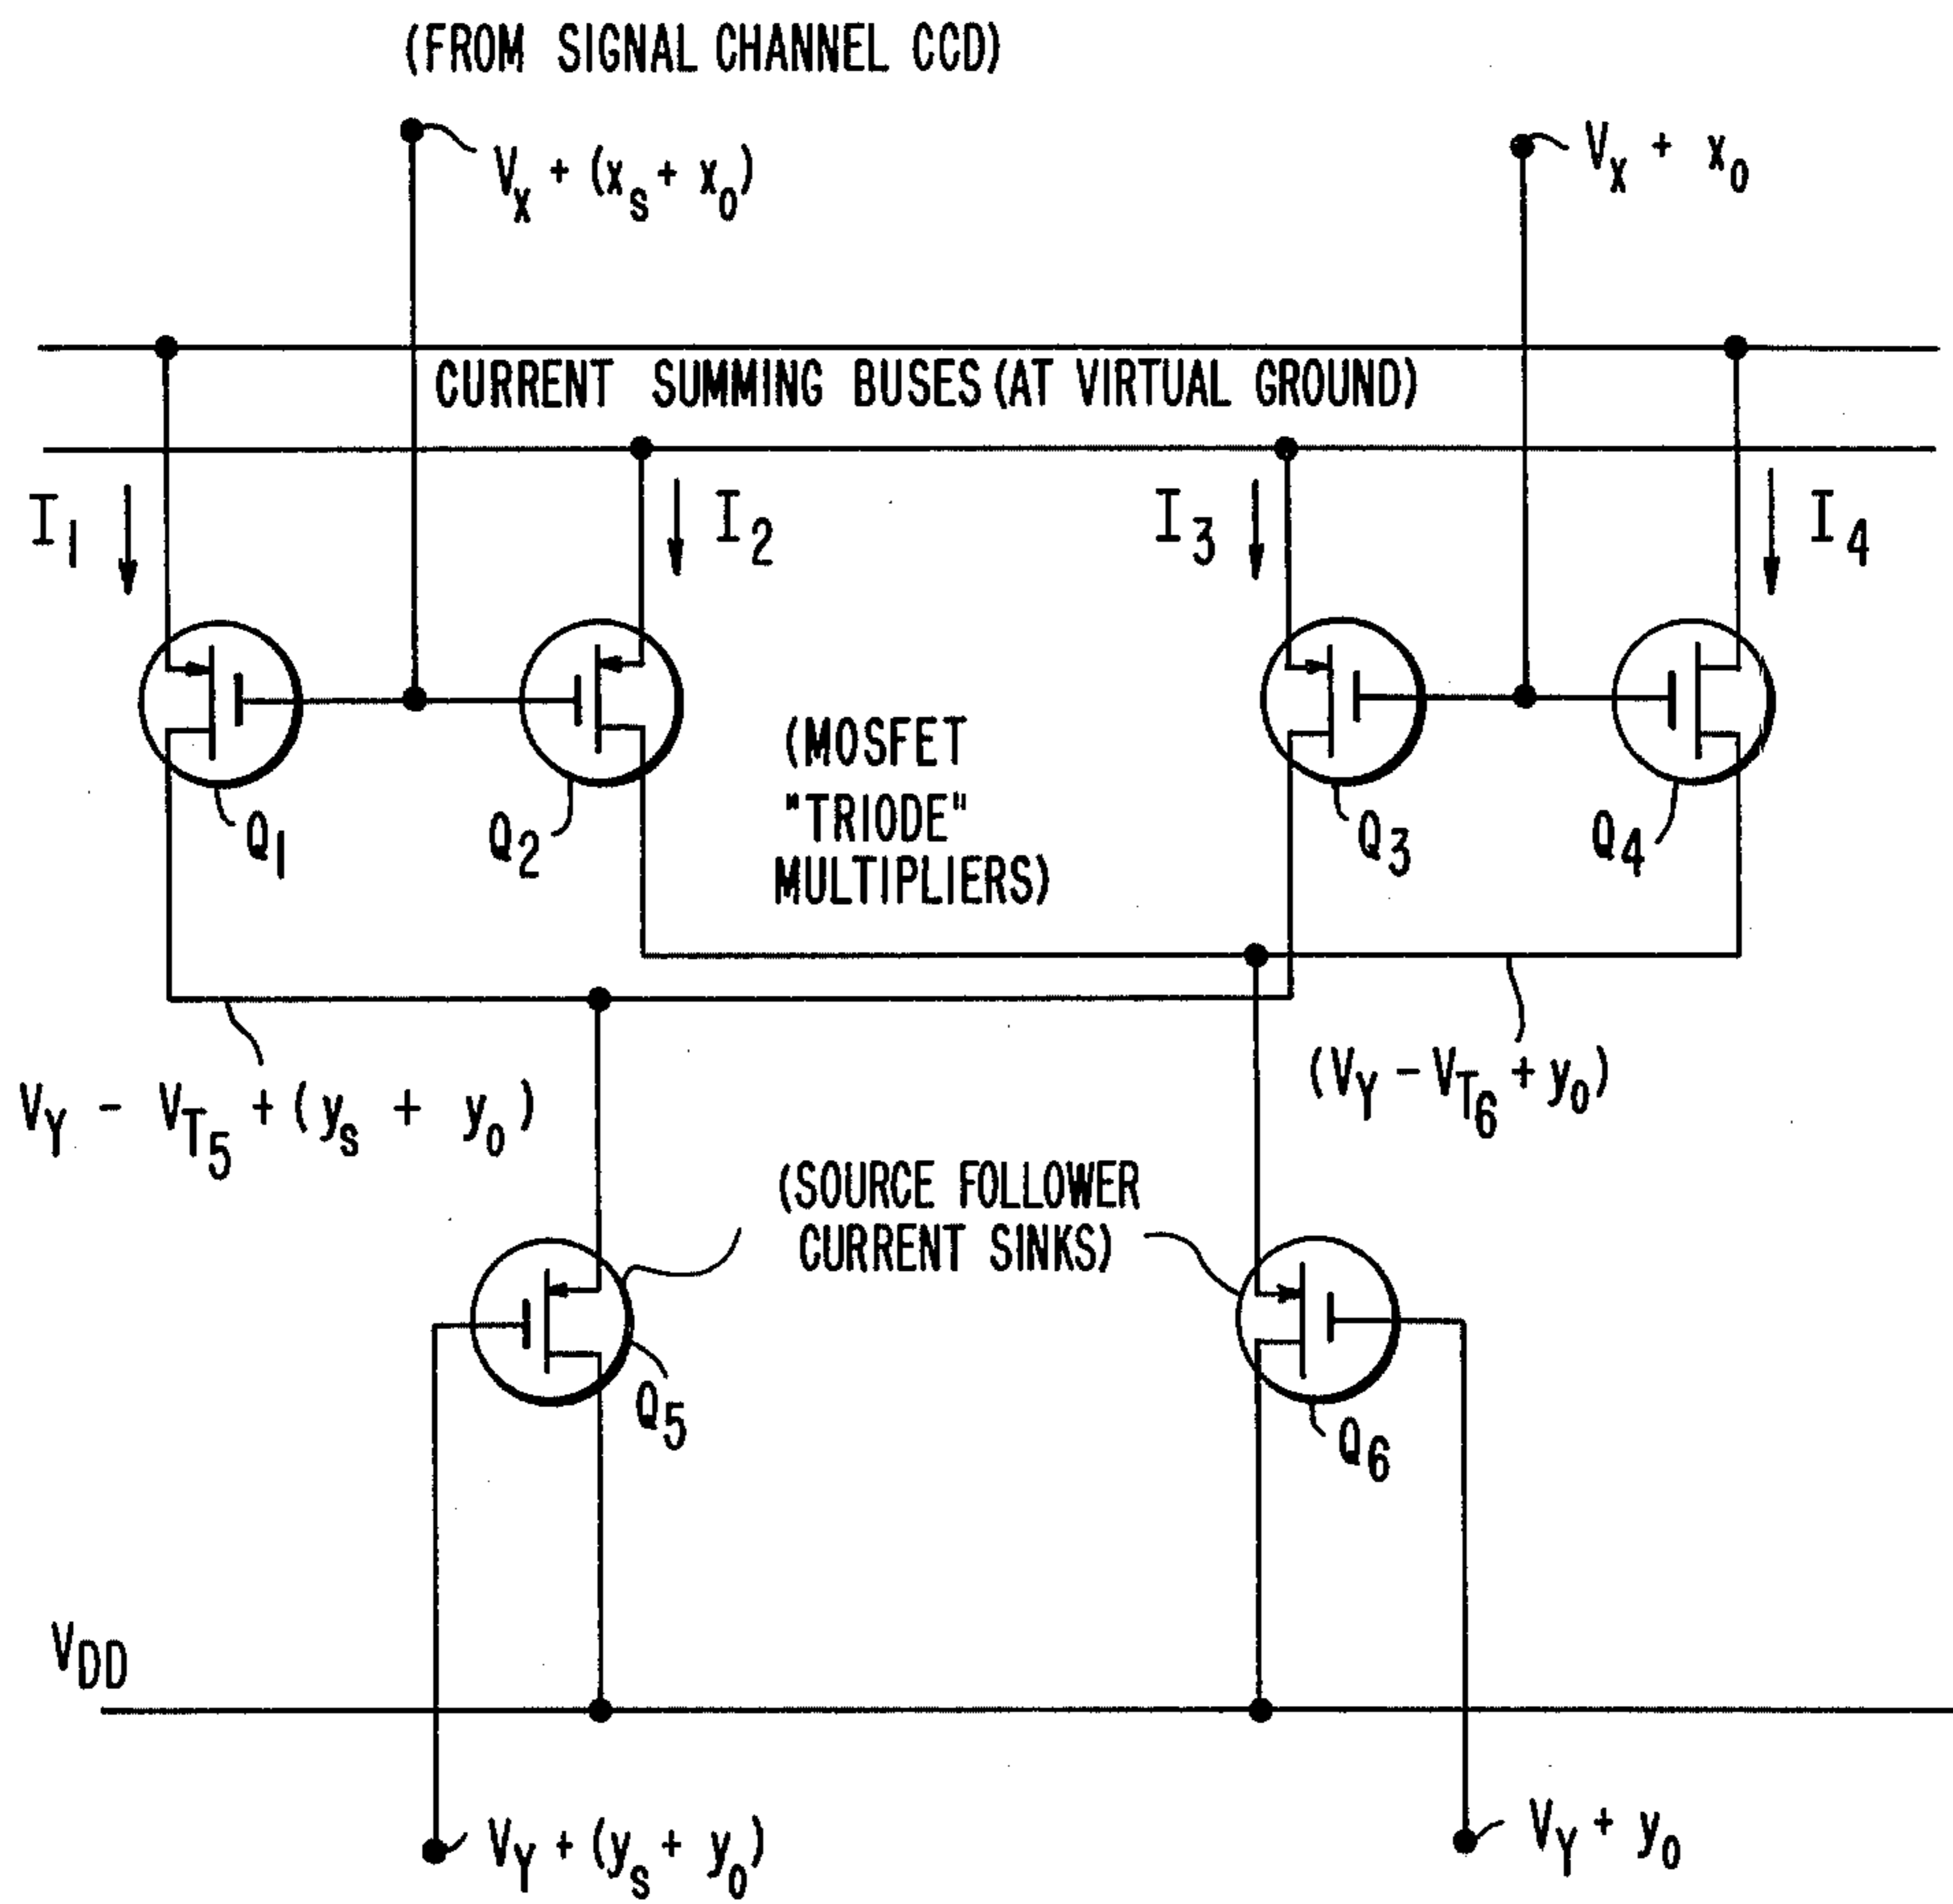 (FROM SIGNAL CHANNEL CCD)
V_X + (x_s + x_0)
V_X + x_0
CURRENT SUMMING BUSES (AT VIRTUAL GROUND)
I_1
I_2
I_3
I_4
(MOSFET
"TRIODE"
MULTIPLIERS)
Q_1
Q_2
Q_3
Q_4
V_Y - V_T_5 + (y_s + y_0)
(V_Y - V_T_6 + y_0)
(SOURCE FOLLOWER
CURRENT SINKS)
Q_5
Q_6
V_DD
V_Y + (y_s + y_0)
V_Y + y_0